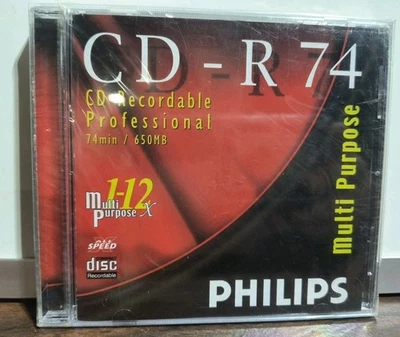 CD-R 74
CD Recordable
Professional
74min / 650MB
Multi Purpose
1-12x
Multi
Purpose
SPEED
disc
Recordable
PHILIPS